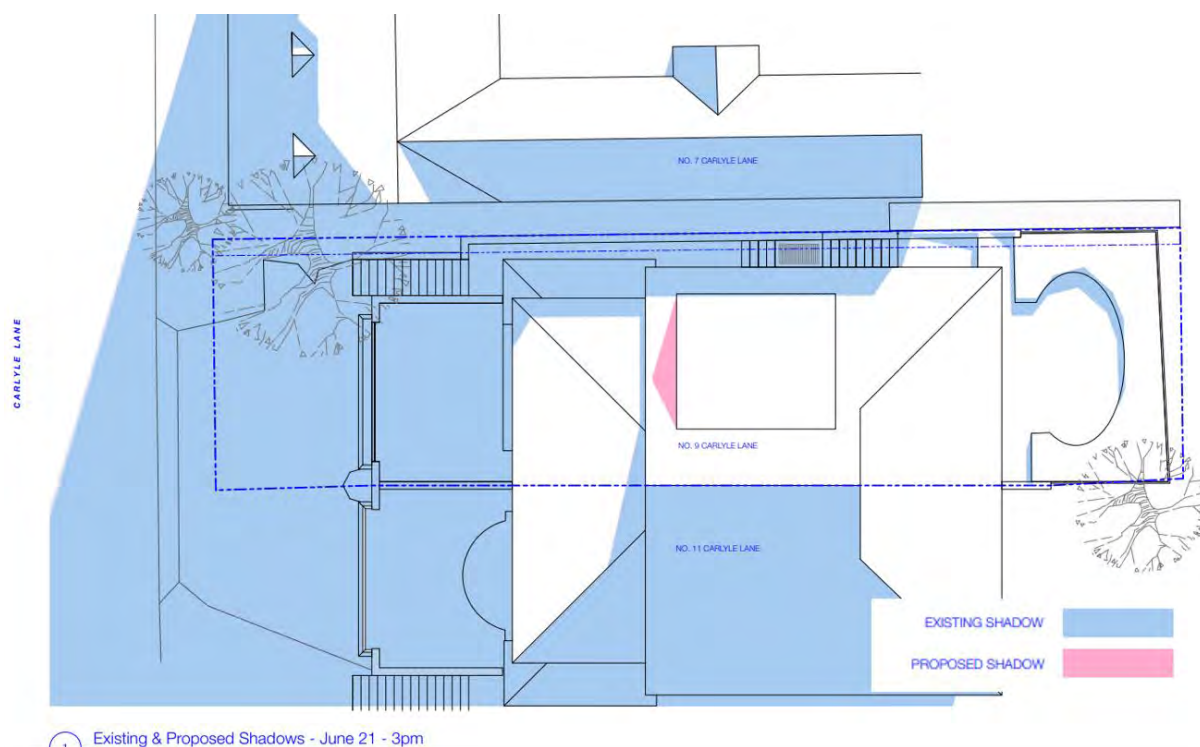 NO. 7 CARLYLE LANE
CARLYLE LANE
NO. 9 CARLYLE LANE
NO. 11 CARLYLE LANE
EXISTING SHADOW
PROPOSED SHADOW
1 Existing & Proposed Shadows - June 21 - 3pm